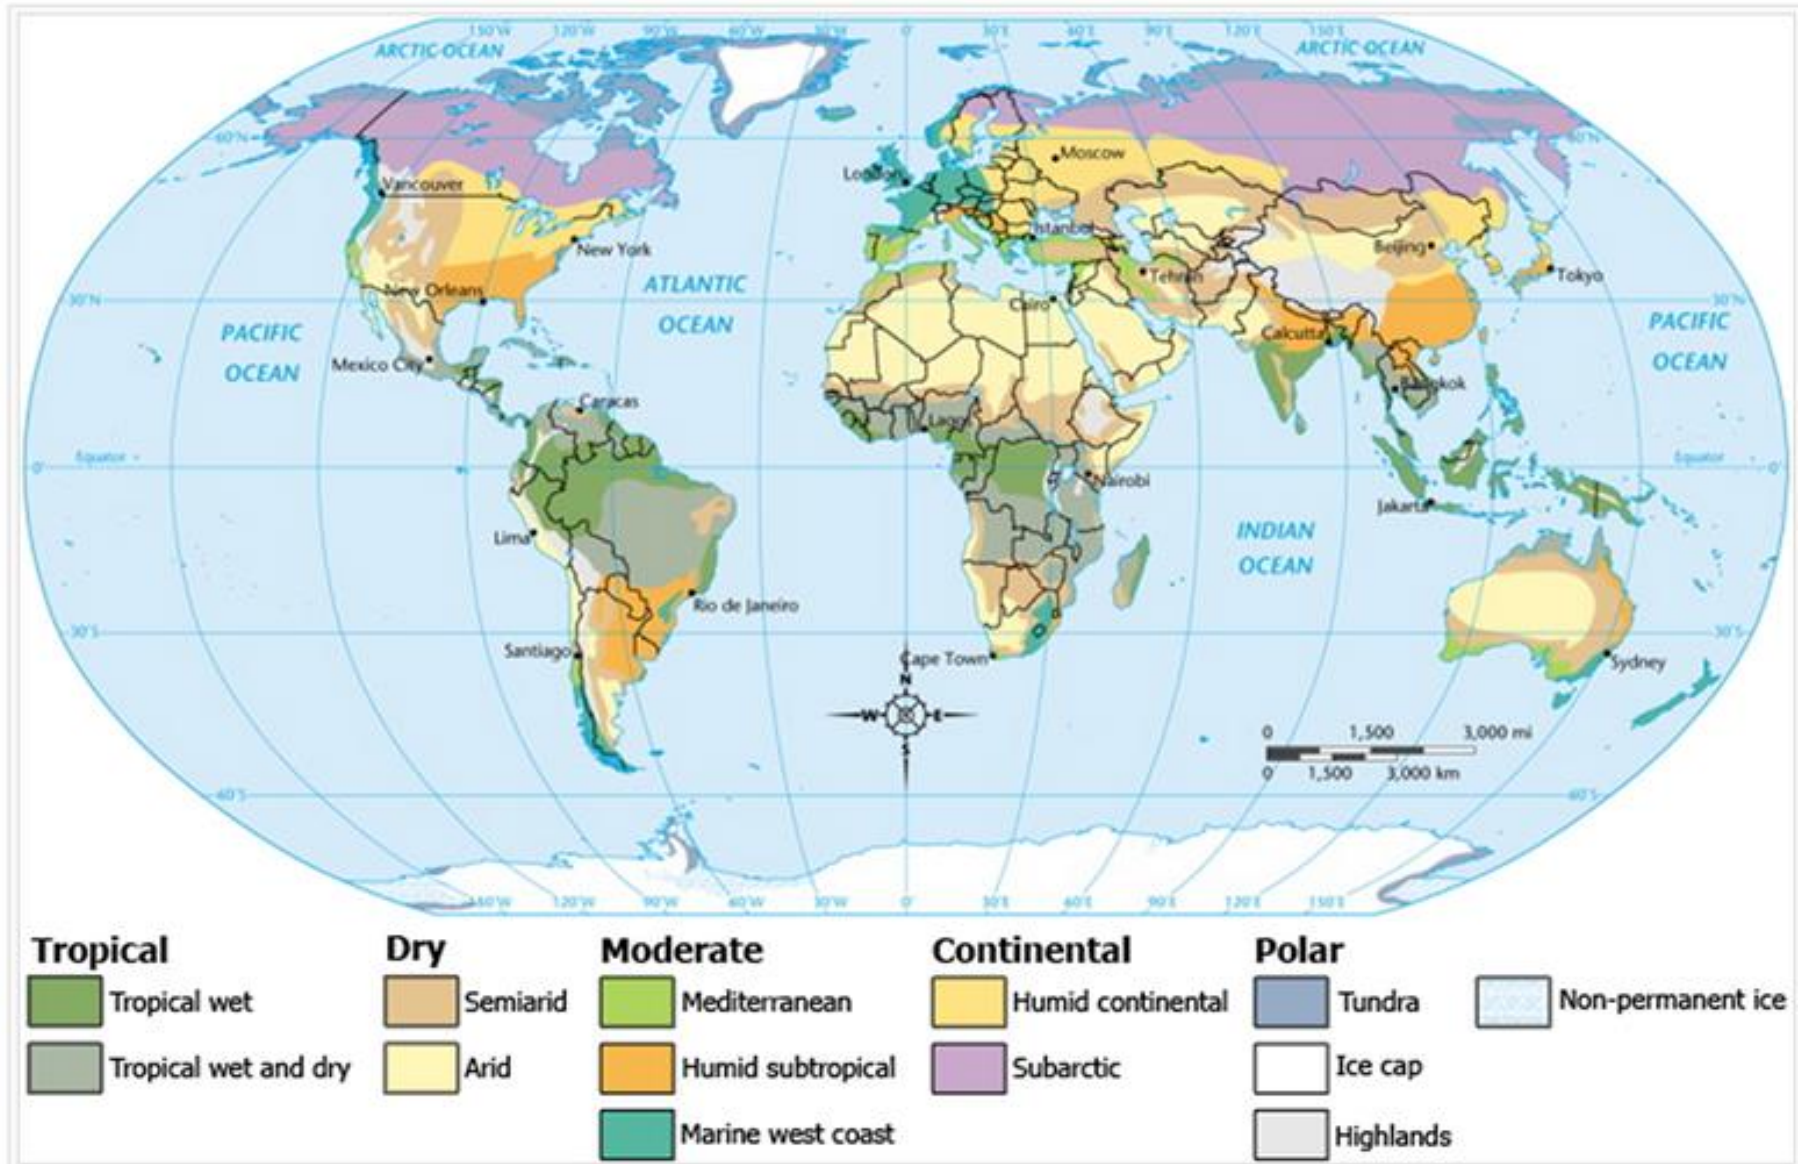 150°W 120°W 90°W 60°W 30°W 0° 30°E 60°E 90°E 120°E 150°E
ARCTIC OCEAN
ARCTIC OCEAN
60°N
60°N
Moscow
London
Vancouver
Istanbul
Beijing
New York
Tehran
Tokyo
ATLANTIC
OCEAN
New Orleans
30°N
Cairo
30°N
PACIFIC
OCEAN
Calcutta
PACIFIC
OCEAN
Mexico City
Bangkok
Caracas
Lagos
0°
Equator
Equator
0°
Nairobi
Jakarta
Lima
INDIAN
OCEAN
Rio de Janeiro
30°S
30°S
Santiago
Cape Town
Sydney
N
W
E
S
0 1,500 3,000 mi
0 1,500 3,000 km
60°S
60°S
150°W 120°W 90°W 60°W 30°W 0° 30°E 60°E 90°E 120°E 150°E
Tropical
Tropical wet
Tropical wet and dry
Dry
Semiarid
Arid
Moderate
Mediterranean
Humid subtropical
Marine west coast
Continental
Humid continental
Subarctic
Polar
Tundra
Ice cap
Highlands
Non-permanent ice